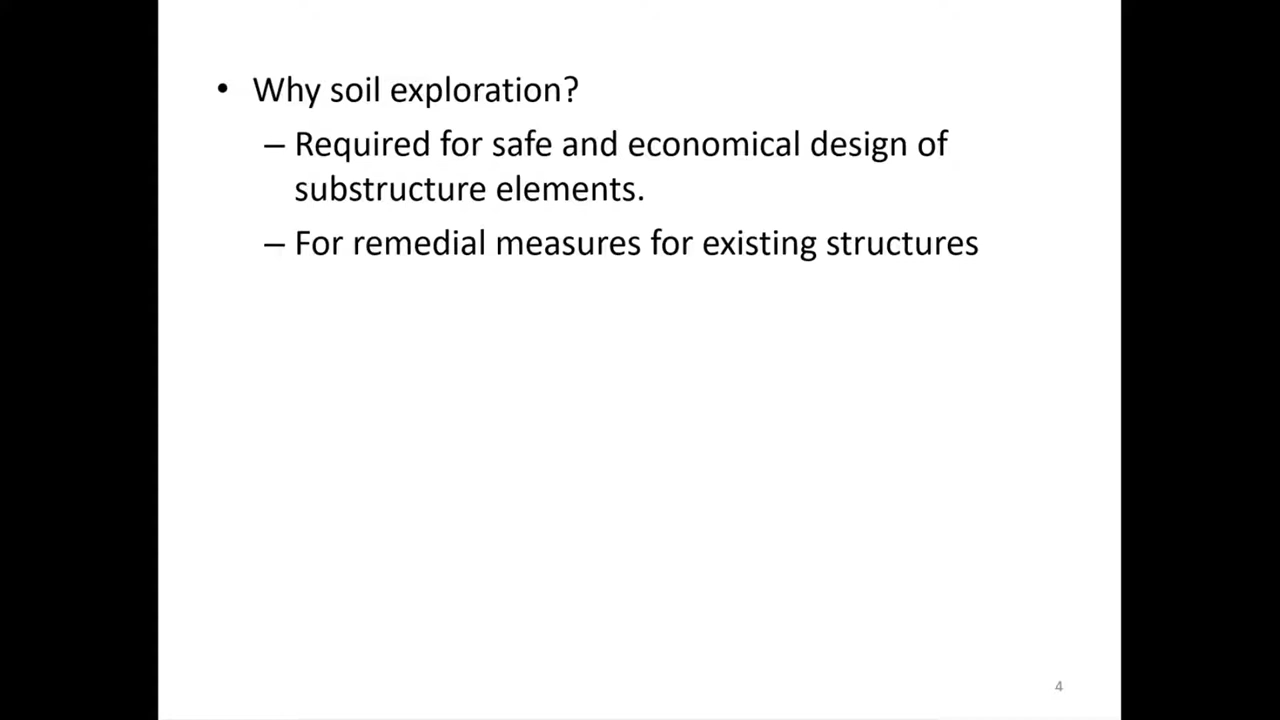 • Why soil exploration?
– Required for safe and economical design of
substructure elements.
– For remedial measures for existing structures
4